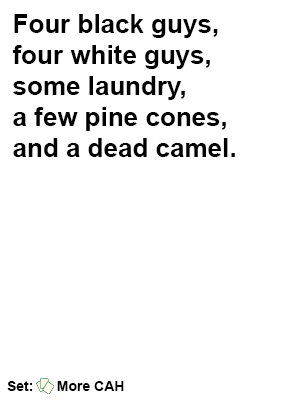 Four black guys,
four white guys,
some laundry,
a few pine cones,
and a dead camel.
Set: More CAH